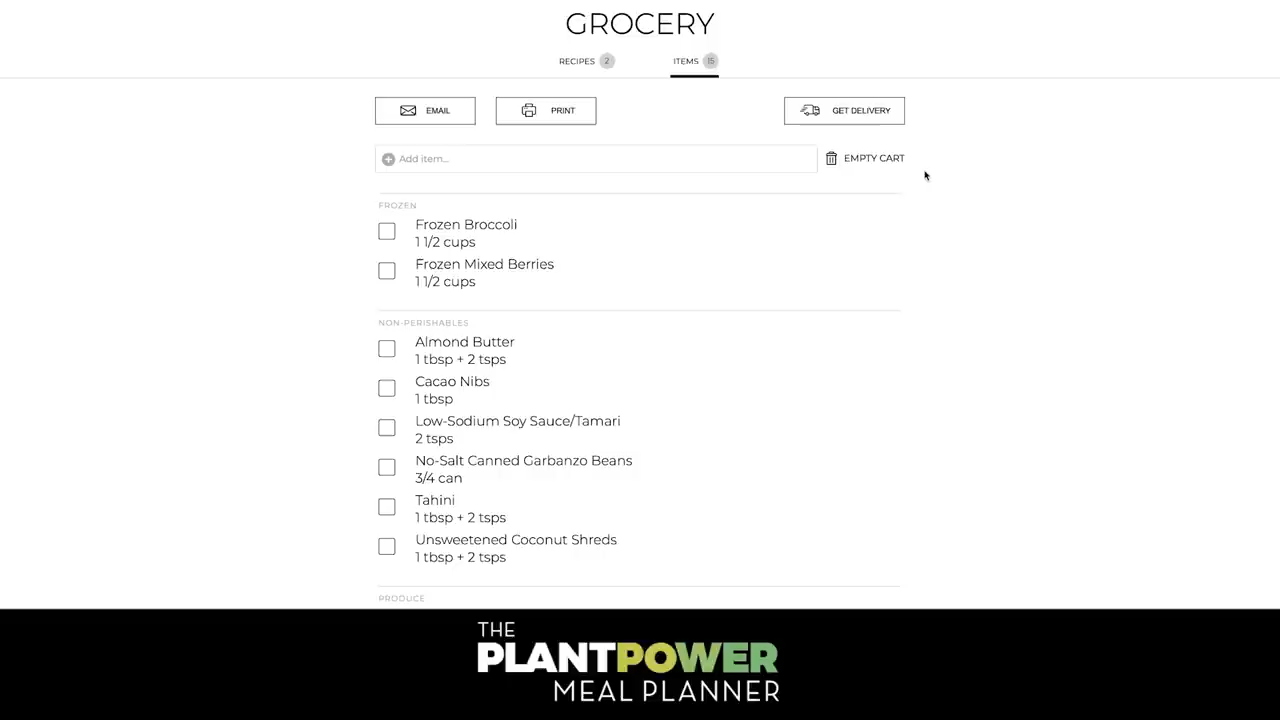 GROCERY
RECIPES 2
ITEMS 15
EMAIL
PRINT
GET DELIVERY
Add item...
EMPTY CART
FROZEN
Frozen Broccoli
1 1/2 cups
Frozen Mixed Berries
1 1/2 cups
NON-PERISHABLES
Almond Butter
1 tbsp + 2 tsps
Cacao Nibs
1 tbsp
Low-Sodium Soy Sauce/Tamari
2 tsps
No-Salt Canned Garbanzo Beans
3/4 can
Tahini
1 tbsp + 2 tsps
Unsweetened Coconut Shreds
1 tbsp + 2 tsps
PRODUCE
THE
PLANTPOWER
MEAL PLANNER